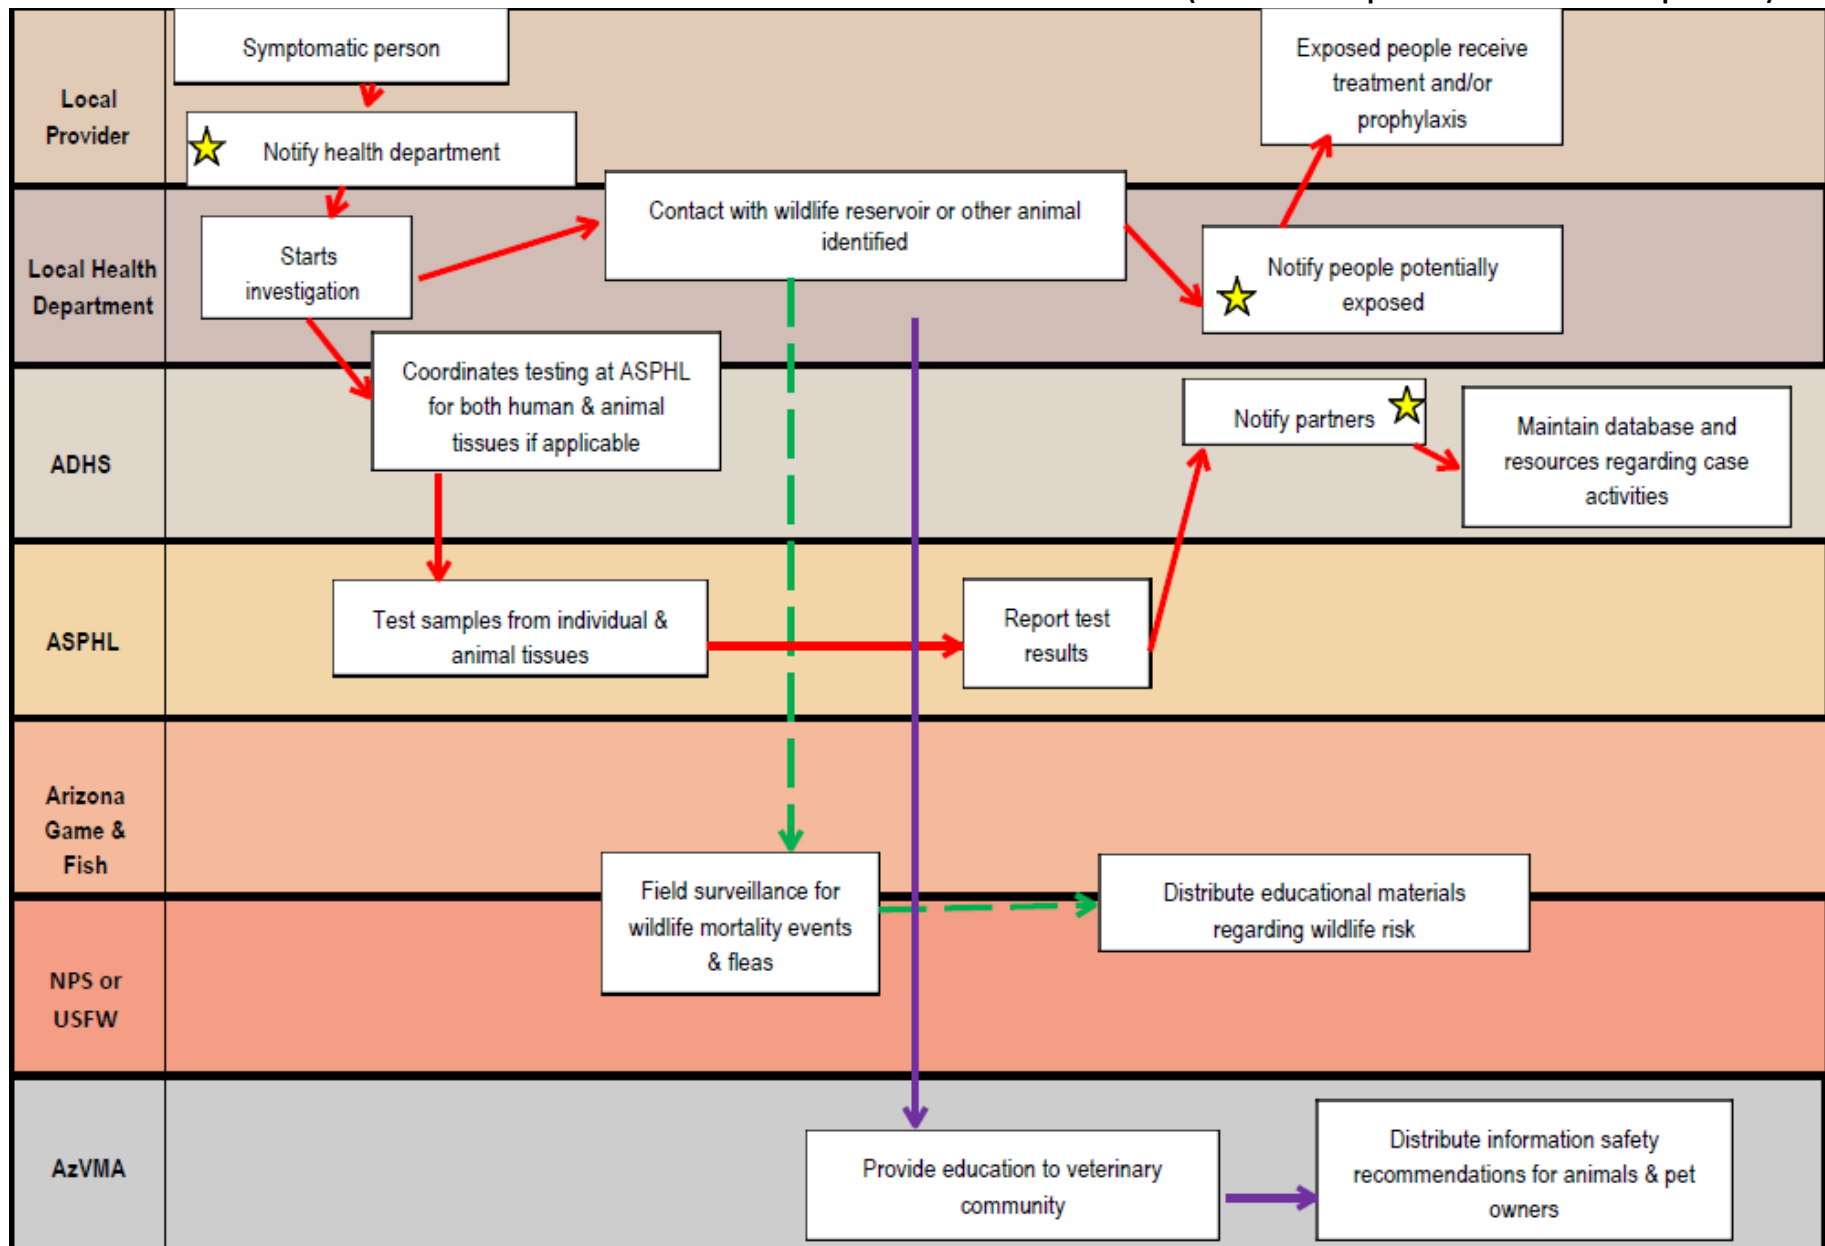 Symptomatic person
Exposed people receive
treatment and/or
prophylaxis
Local
Provider
Notify health department
Contact with wildlife reservoir or other animal
identified
Starts
investigation
Local Health
Department
Notify people potentially
exposed
Coordinates testing at ASPHL
for both human & animal
tissues if applicable
ADHS
Notify partners
Maintain database and
resources regarding case
activities
ASPHL
Test samples from individual &
animal tissues
Report test
results
Arizona
Game &
Fish
Field surveillance for
wildlife mortality events
& fleas
Distribute educational materials
regarding wildlife risk
NPS or
USFW
AzVMA
Provide education to veterinary
community
Distribute information safety
recommendations for animals & pet
owners